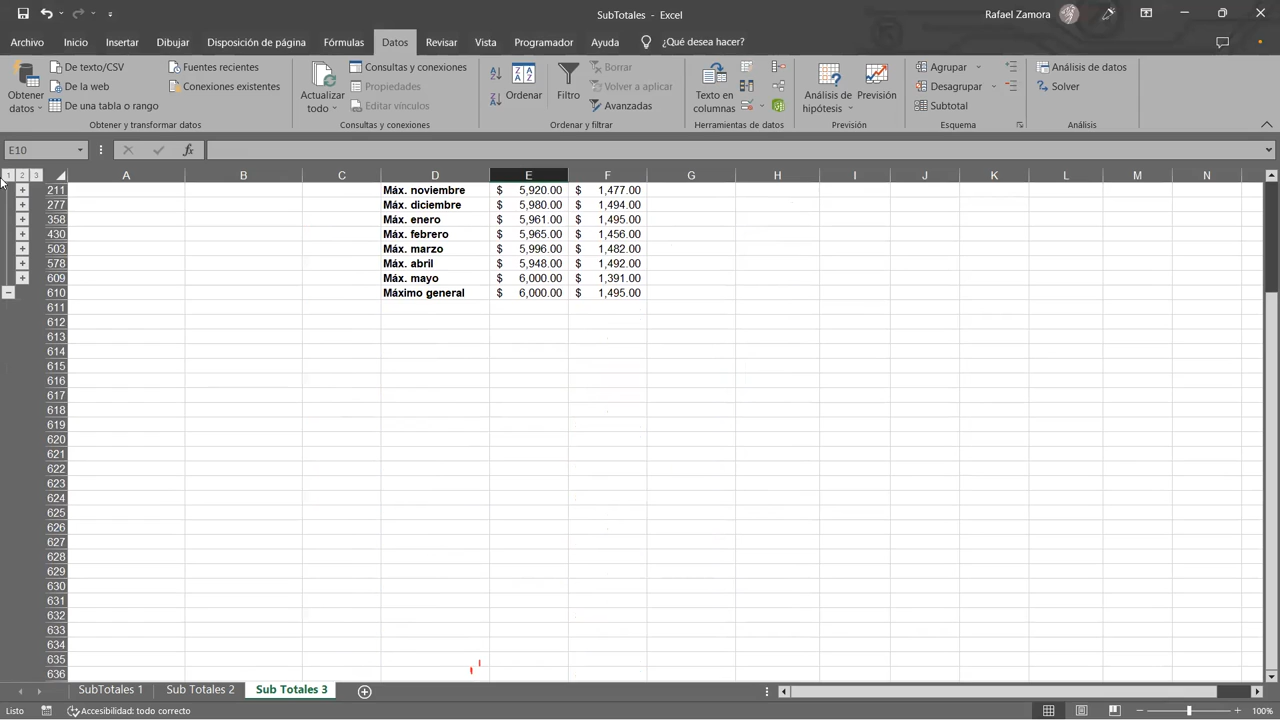 SubTotales - Excel
Rafael Zamora
Archivo Inicio Insertar Dibujar Disposición de página Fórmulas Datos Revisar Vista Programador Ayuda ¿Qué desea hacer?
Obtener datos
De texto/CSV
De la web
De una tabla o rango
Fuentes recientes
Conexiones existentes
Obtener y transformar datos
Actualizar todo
Consultas y conexiones
Propiedades
Editar vínculos
Consultas y conexiones
Ordenar
Filtro
Borrar
Volver a aplicar
Avanzadas
Ordenar y filtrar
Texto en columnas
Herramientas de datos
Análisis de hipótesis
Previsión
Previsión
Agrupar
Desagrupar
Subtotal
Esquema
Análisis de datos
Solver
Análisis
E10 fx
1 2 3 A B C D E F G H I J K L M N
211 Máx. noviembre $ 5,920.00 $ 1,477.00
277 Máx. diciembre $ 5,980.00 $ 1,494.00
358 Máx. enero $ 5,961.00 $ 1,495.00
430 Máx. febrero $ 5,965.00 $ 1,456.00
503 Máx. marzo $ 5,996.00 $ 1,482.00
578 Máx. abril $ 5,948.00 $ 1,492.00
609 Máx. mayo $ 6,000.00 $ 1,391.00
610 Máximo general $ 6,000.00 $ 1,495.00
611
612
613
614
615
616
617
618
619
620
621
622
623
624
625
626
627
628
629
630
631
632
633
634
635
636
SubTotales 1 Sub Totales 2 Sub Totales 3
Listo Accesibilidad: todo correcto 100%